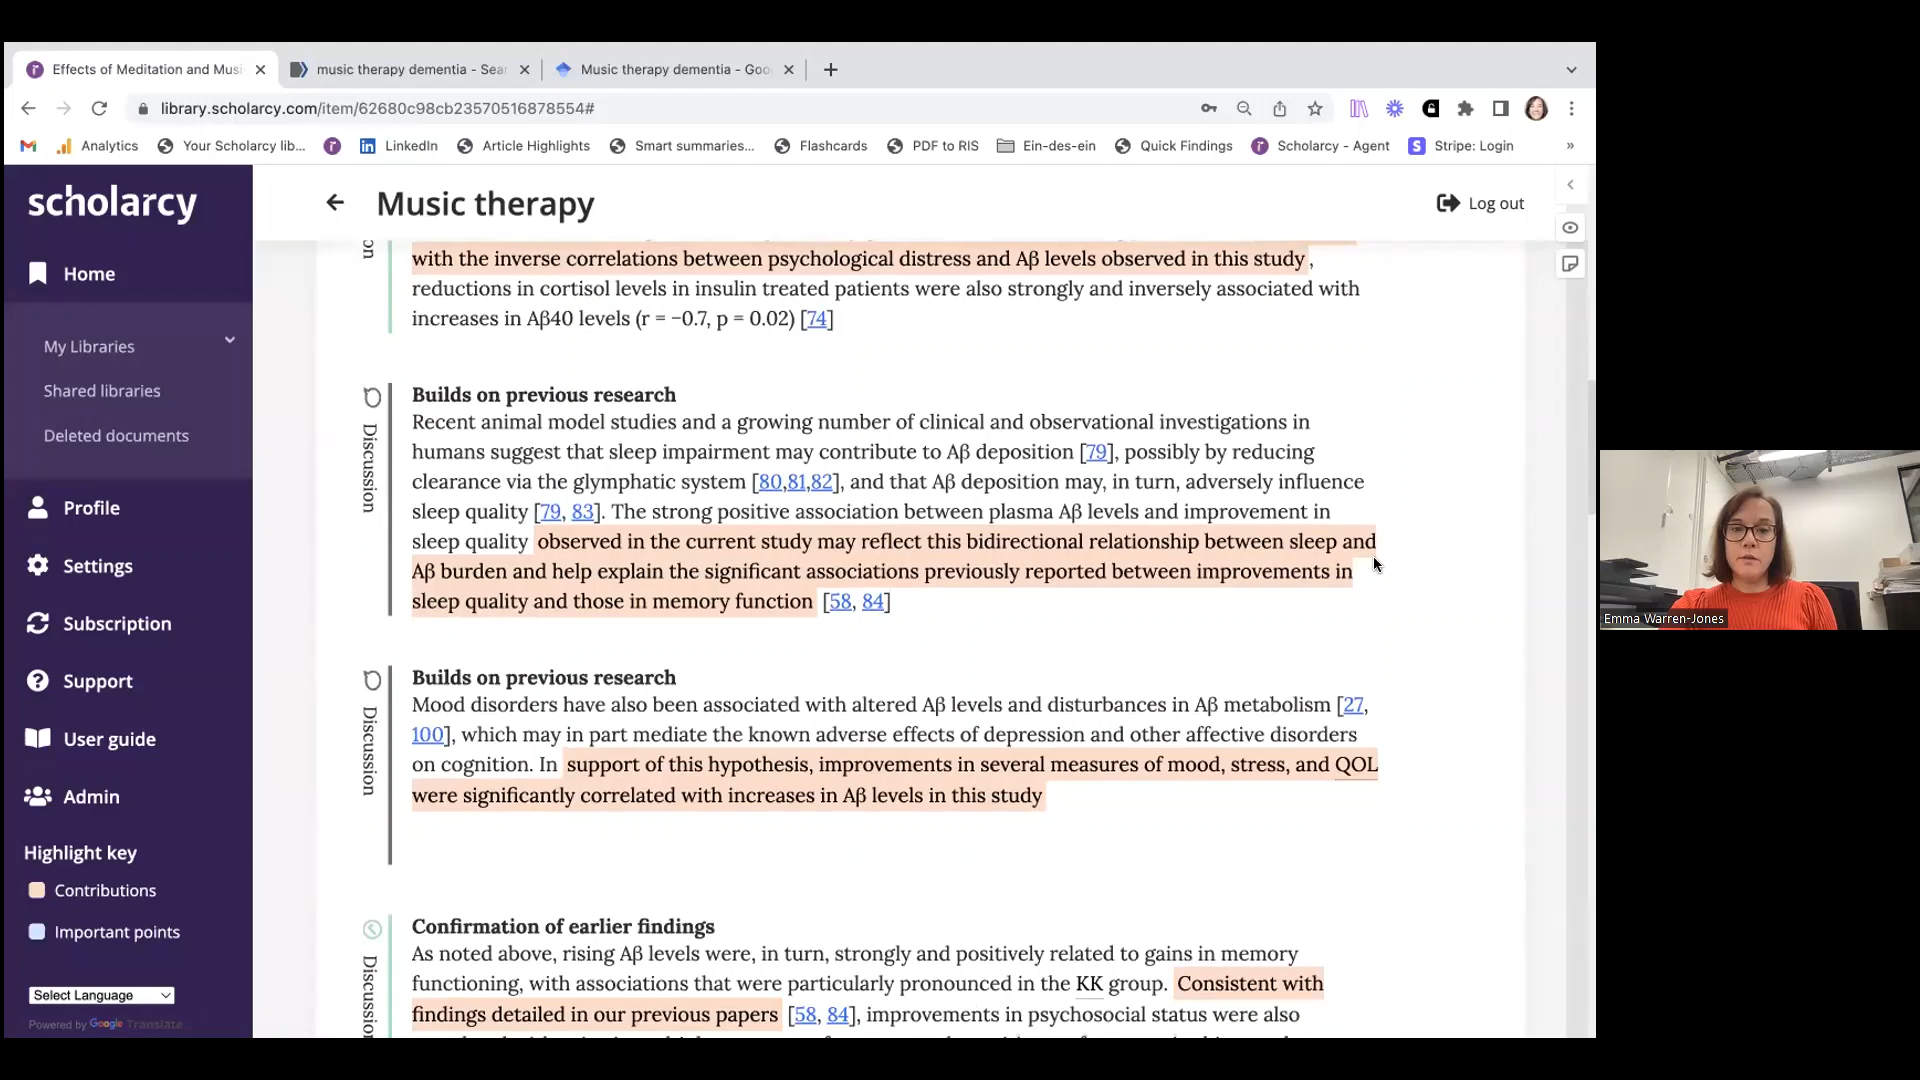 Effects of Meditation and Musi
music therapy dementia - Sear
Music therapy dementia - Goo
library.scholarcy.com/item/62680c98cb23570516878554#
Analytics
Your Scholarcy lib...
LinkedIn
Article Highlights
Smart summaries...
Flashcards
PDF to RIS
Ein-des-ein
Quick Findings
Scholarcy - Agent
Stripe: Login
»
scholarcy
Home
My Libraries
Shared libraries
Deleted documents
Profile
Settings
Subscription
Support
User guide
Admin
Highlight key
Contributions
Important points
Select Language
Powered by Google Translate
Music therapy
Log out
on
with the inverse correlations between psychological distress and Aβ levels observed in this study,
reductions in cortisol levels in insulin treated patients were also strongly and inversely associated with
increases in Aβ40 levels (r = −0.7, p = 0.02) [74]
Discussion
Builds on previous research
Recent animal model studies and a growing number of clinical and observational investigations in
humans suggest that sleep impairment may contribute to Aβ deposition [79], possibly by reducing
clearance via the glymphatic system [80,81,82], and that Aβ deposition may, in turn, adversely influence
sleep quality [79, 83]. The strong positive association between plasma Aβ levels and improvement in
sleep quality observed in the current study may reflect this bidirectional relationship between sleep and
Aβ burden and help explain the significant associations previously reported between improvements in
sleep quality and those in memory function [58, 84]
Discussion
Builds on previous research
Mood disorders have also been associated with altered Aβ levels and disturbances in Aβ metabolism [27,
100], which may in part mediate the known adverse effects of depression and other affective disorders
on cognition. In support of this hypothesis, improvements in several measures of mood, stress, and QOL
were significantly correlated with increases in Aβ levels in this study
Discussion
Confirmation of earlier findings
As noted above, rising Aβ levels were, in turn, strongly and positively related to gains in memory
functioning, with associations that were particularly pronounced in the KK group. Consistent with
findings detailed in our previous papers [58, 84], improvements in psychosocial status were also
Emma Warren-Jones